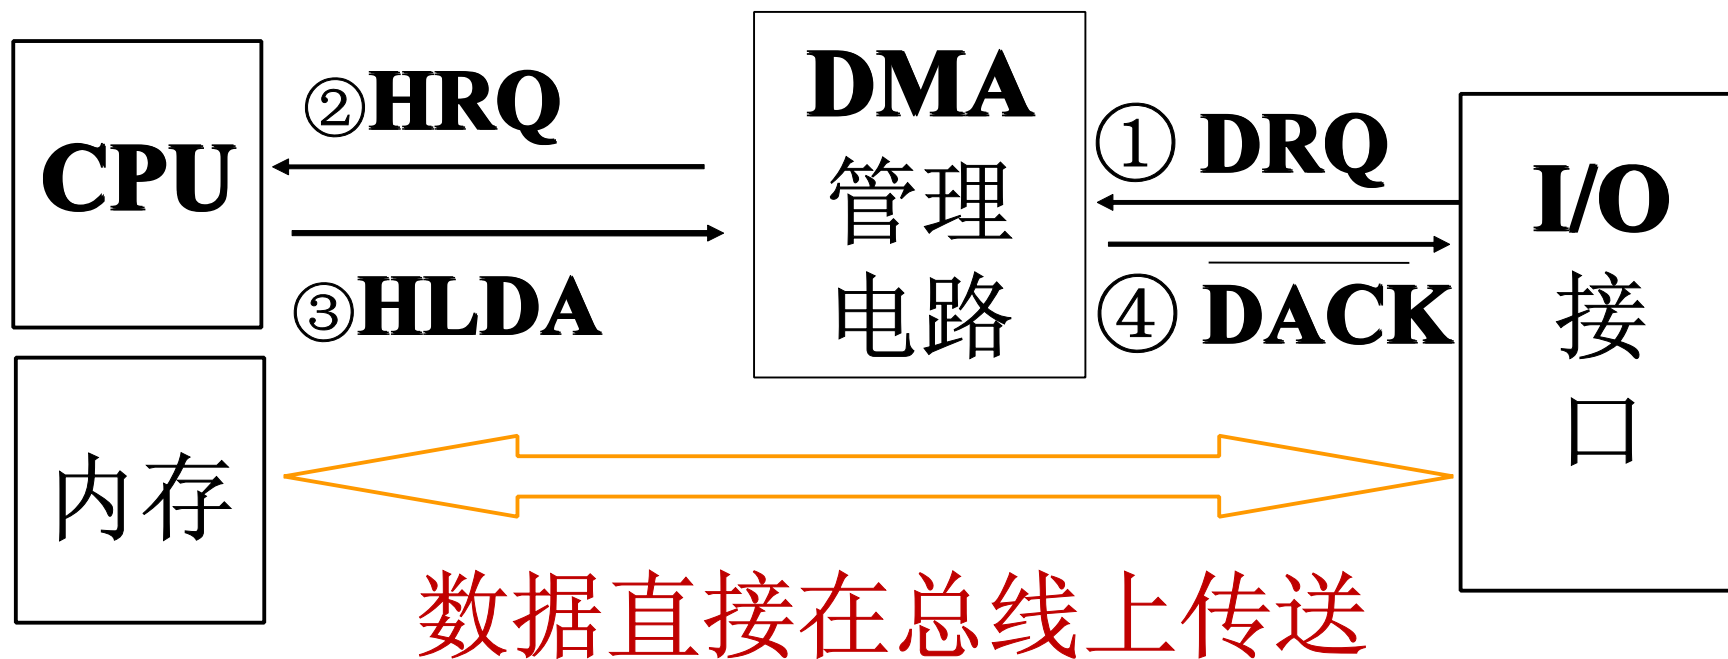 CPU
②HRQ
③HLDA
DMA
管理
电路
① DRQ
④ DACK
I/O
接
口
内存
数据直接在总线上传送